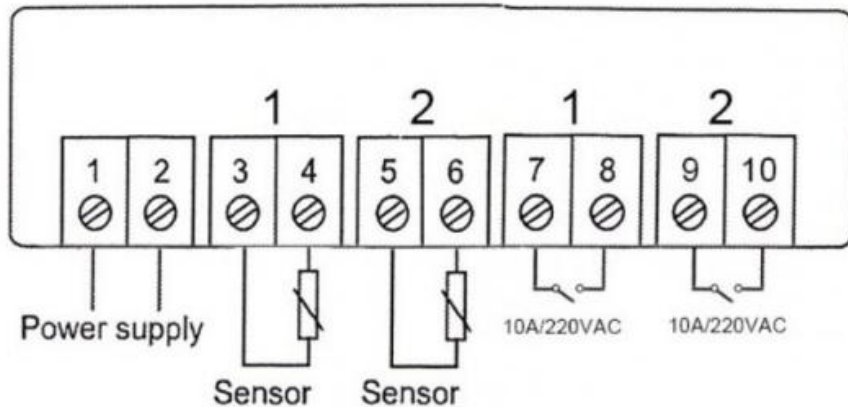 1 2 1 2
1 2 3 4 5 6 7 8 9 10
Power supply
10A/220VAC 10A/220VAC
Sensor Sensor